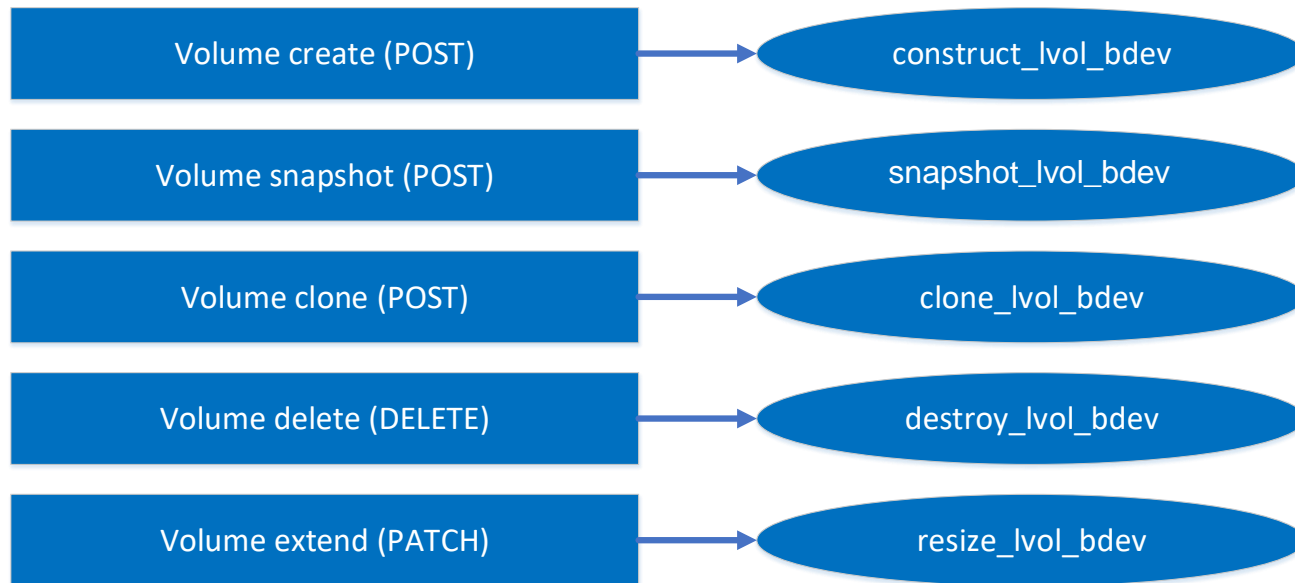 Volume create (POST)
construct_lvol_bdev
Volume snapshot (POST)
snapshot_lvol_bdev
Volume clone (POST)
clone_lvol_bdev
Volume delete (DELETE)
destroy_lvol_bdev
Volume extend (PATCH)
resize_lvol_bdev